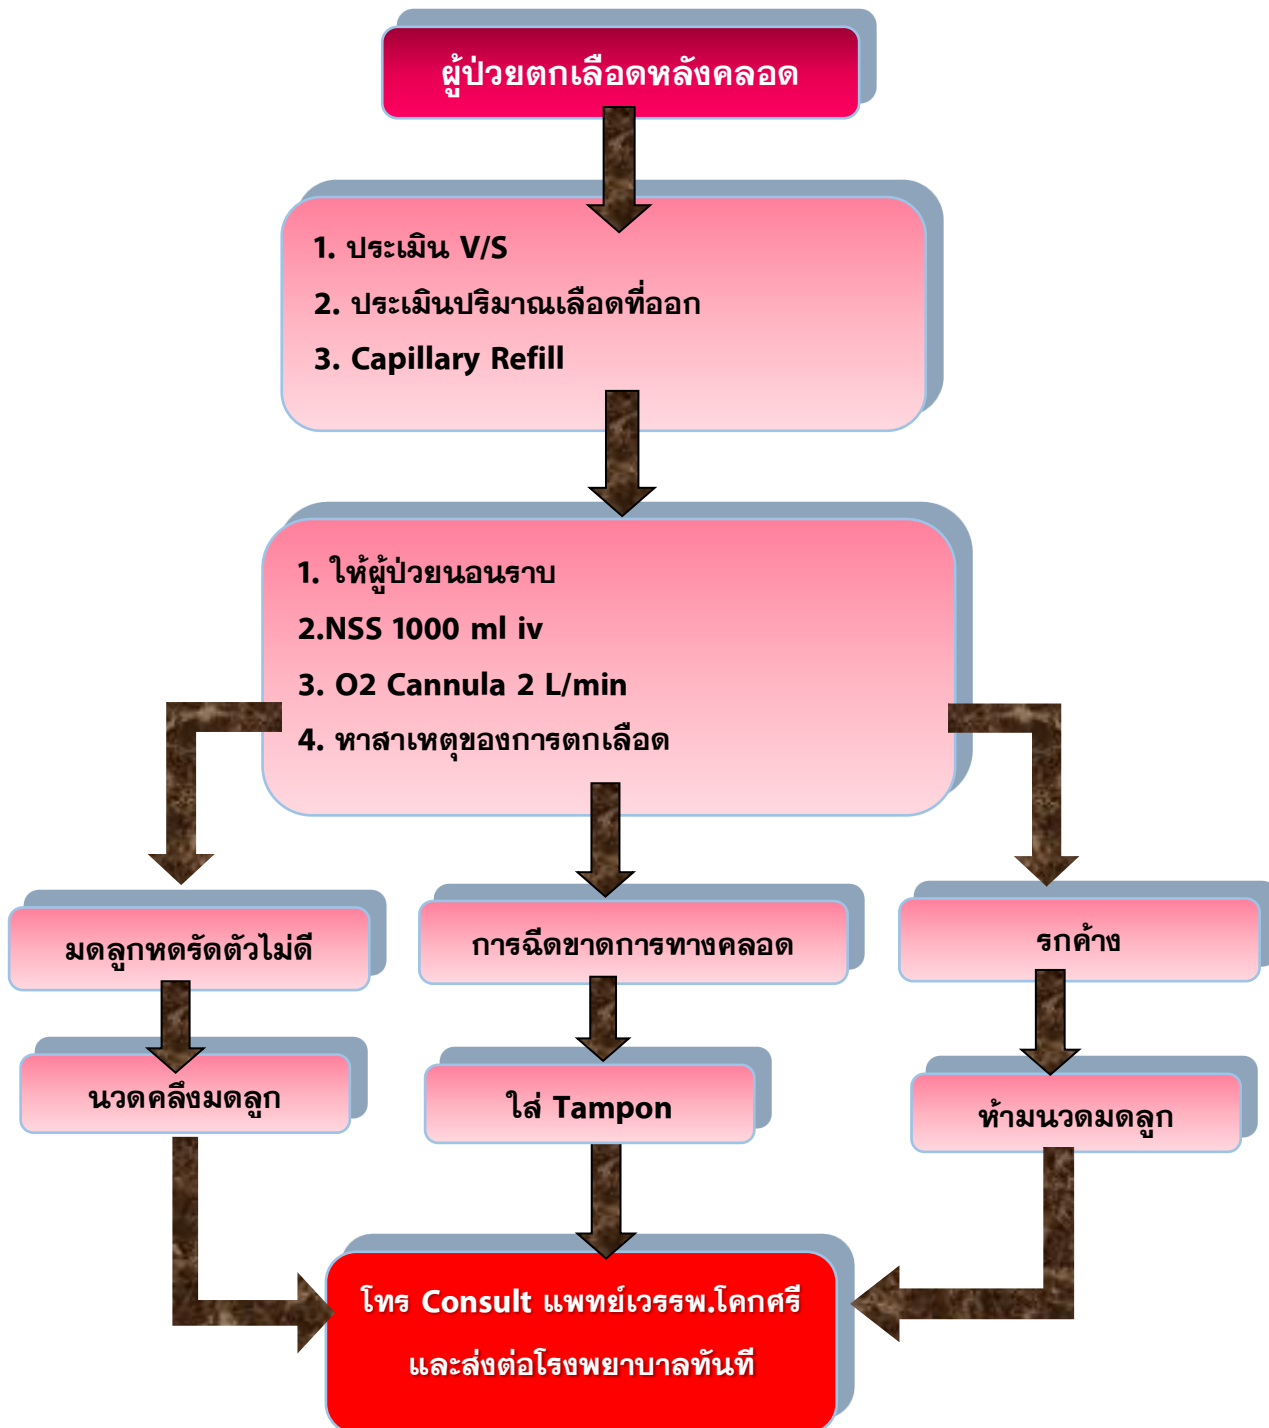 ผู้ป่วยตกเลือดหลังคลอด
1. ประเมิน V/S
2. ประเมินปริมาณเลือดที่ออก
3. Capillary Refill
1. ให้ผู้ป่วยนอนราบ
2.NSS 1000 ml iv
3. O2 Cannula 2 L/min
4. หาสาเหตุของการตกเลือด
มดลูกหดรัดตัวไม่ดี
การฉีดขาดการทางคลอด
รกค้าง
นวดคลึงมดลูก
ใส่ Tampon
ห้ามนวดมดลูก
โทร Consult แพทย์เวรรพ.โคกศรี
และส่งต่อโรงพยาบาลทันที